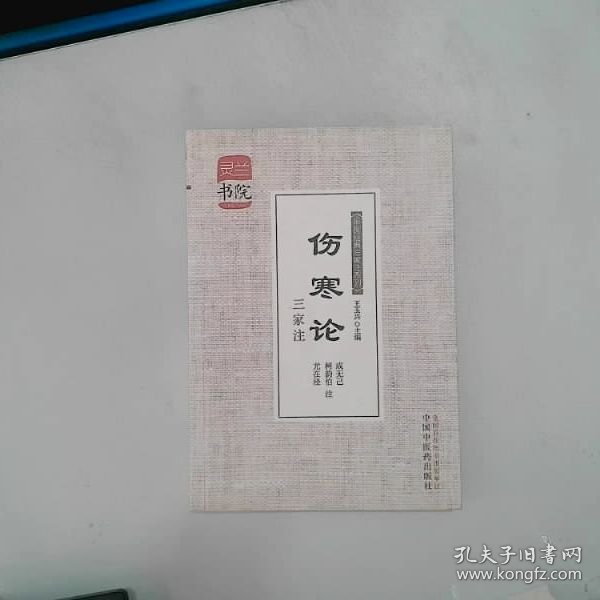 灵兰
书院
伤寒论
三家注
王玉兴◎主编
成无己
柯韵伯 注
尤在泾
中国中医药出版社
孔夫子旧书网
www.kongfz.com